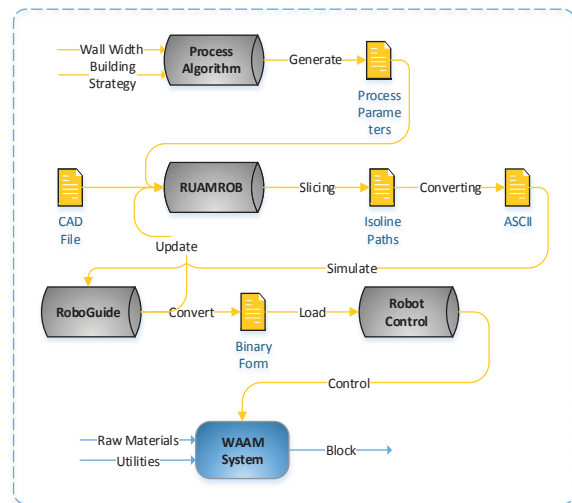 Wall Width
Building
Strategy
Process
Algorithm
Generate
Process
Parame
ters
CAD
File
RUAMROB
Slicing
Isoline
Paths
Converting
ASCII
Update
Simulate
RoboGuide
Convert
Binary
Form
Load
Robot
Control
Control
Raw Materials
Utilities
WAAM
System
Block